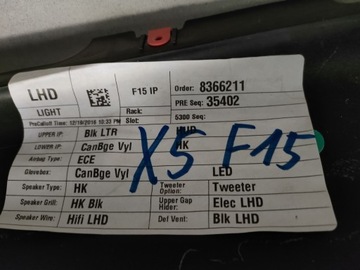 LHD
F15 IP
Order: 8366211
LIGHT
Rack:
PRE Seq: 35402
Slot:
5300 Seq:
UPPER IP: Blk LTR
HUD
LOWER IP: CanBge Vyl
HK
Airbag Type: ECE
X5 F15
Glovebox: CanBge Vyl
LED
Speaker Type: HK
Tweeter Option: Tweeter
Speaker Grill: HK Blk
Upper Gap Hider: Elec LHD
Speaker Wire: Hifi LHD
Def Vent: Blk LHD